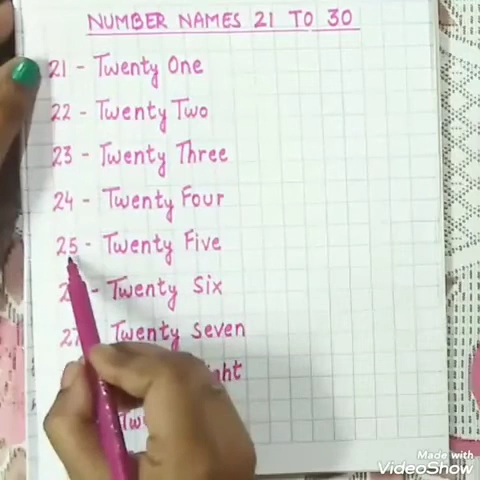 NUMBER NAMES 21 TO 30
21 - Twenty One
22 - Twenty Two
23 - Twenty Three
24 - Twenty Four
25 - Twenty Five
- Twenty Six
27 Twenty Seven
Made with
VideoShow